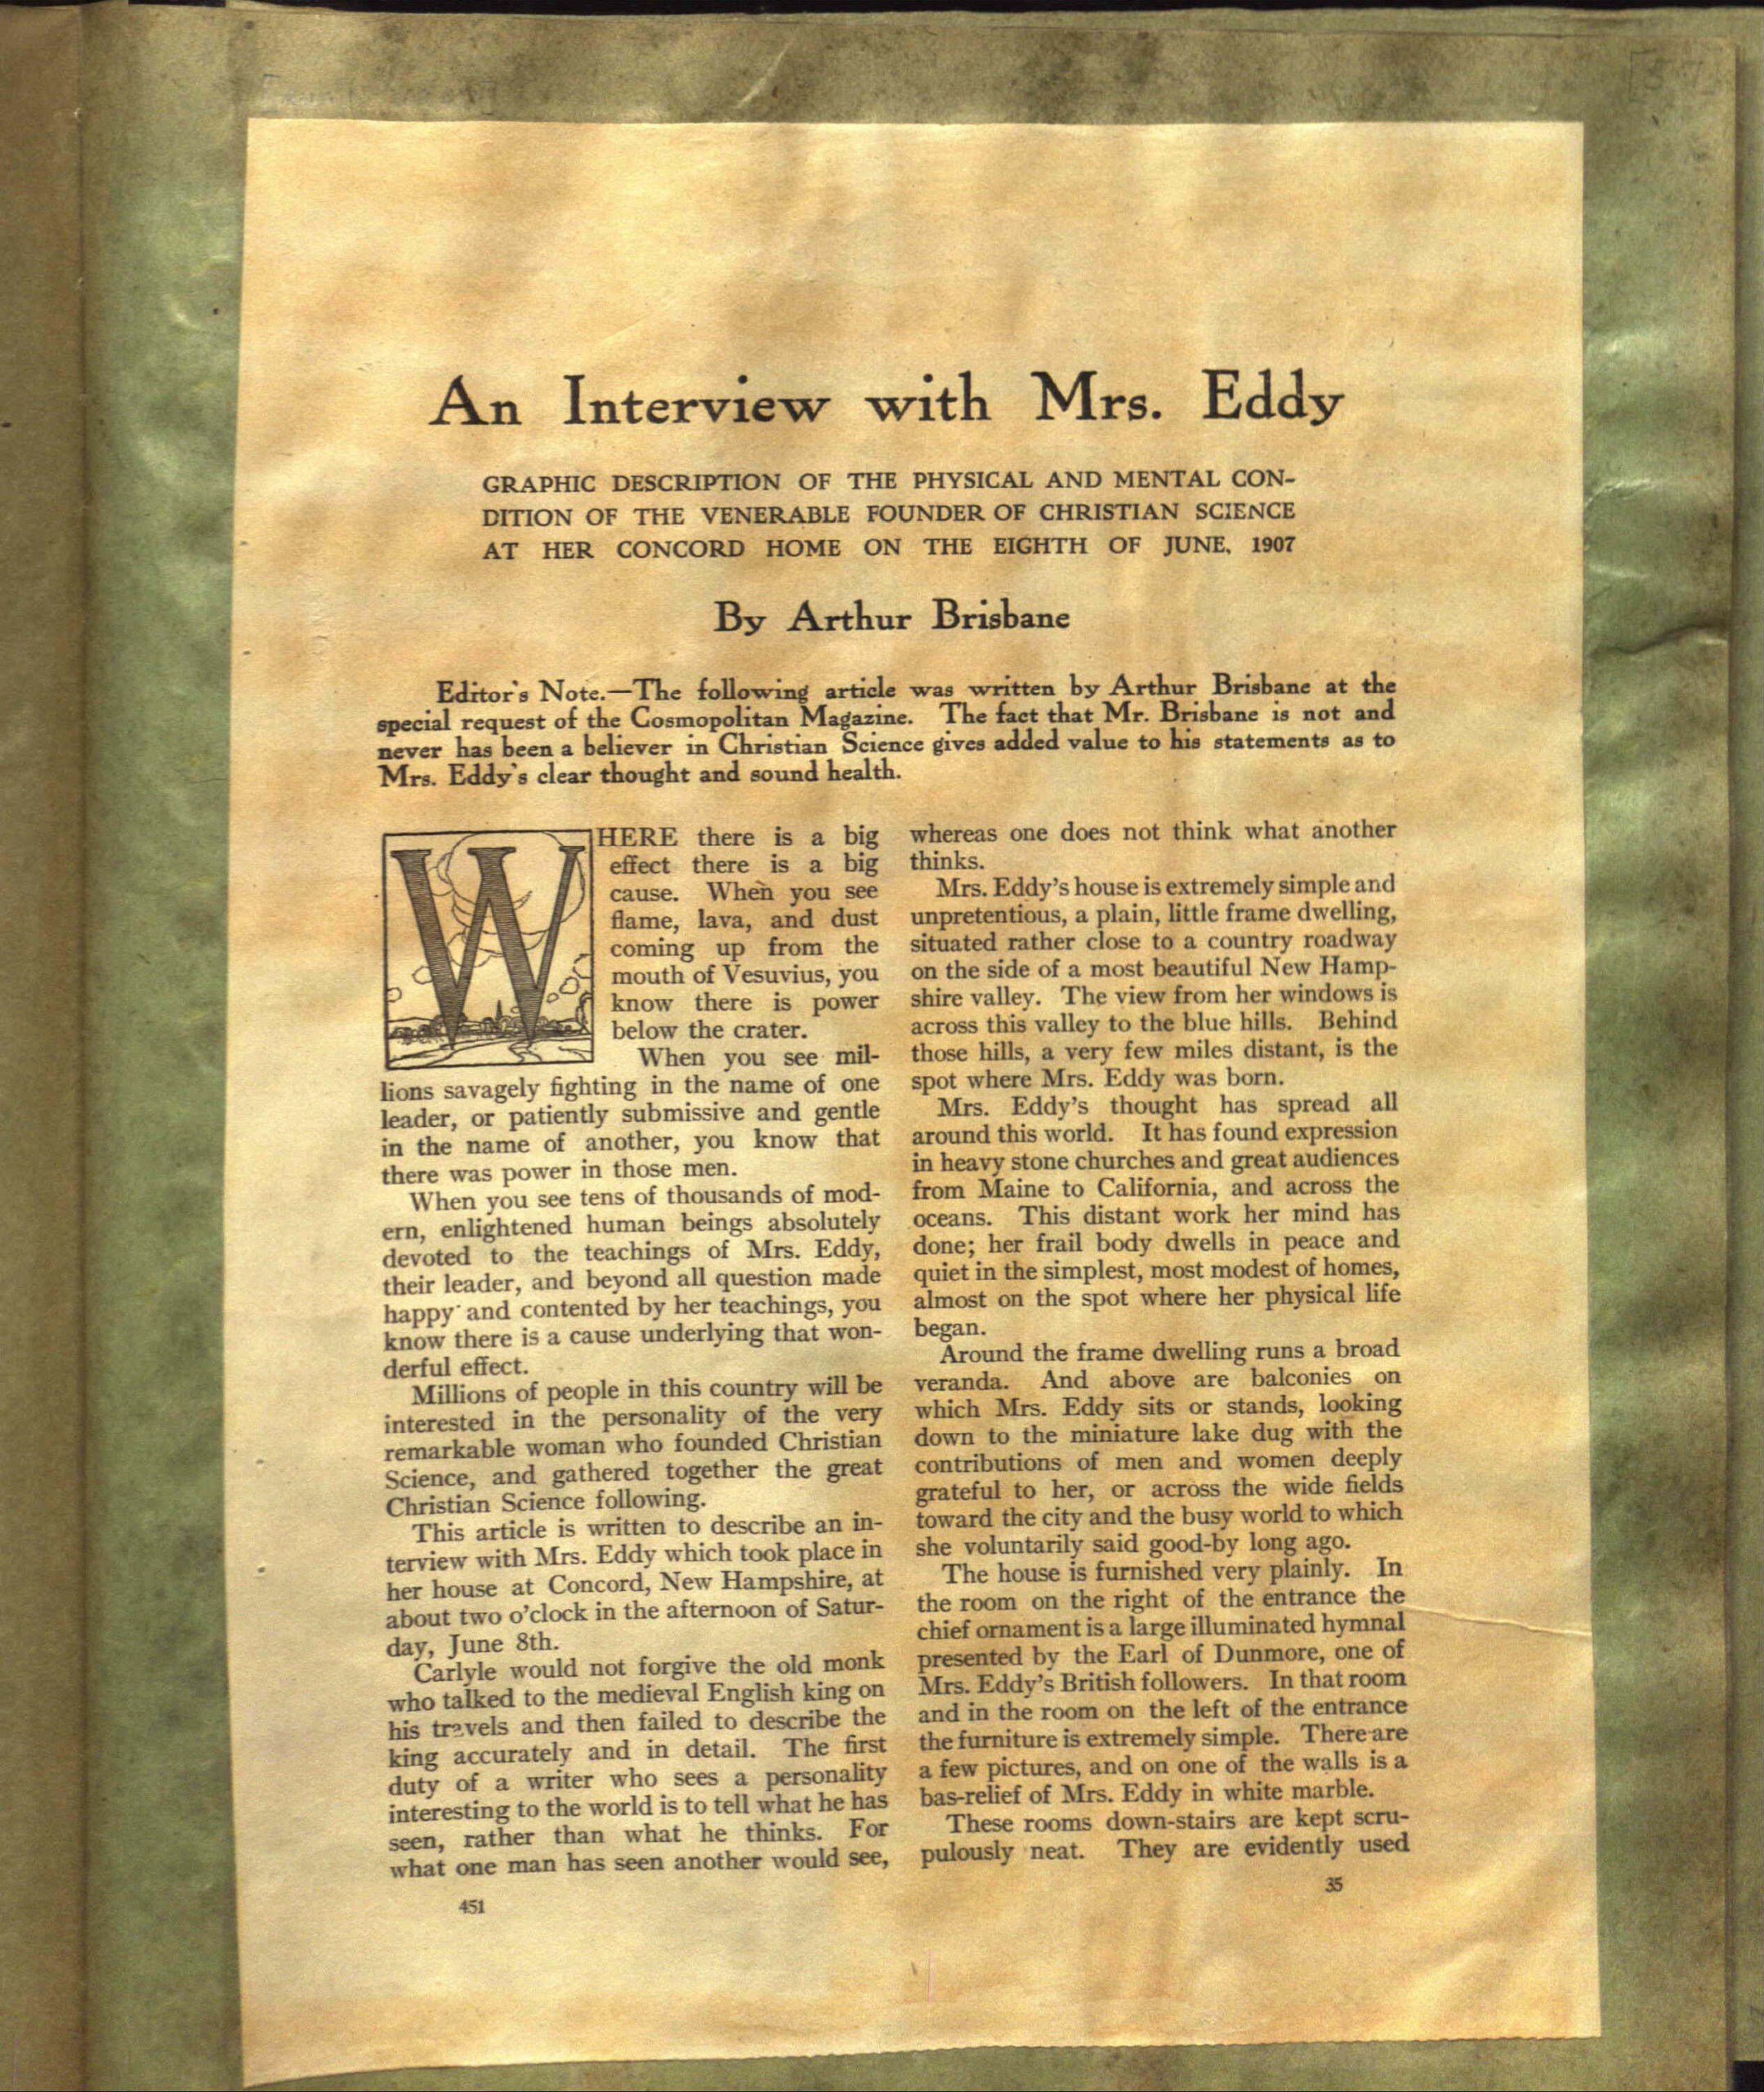 An Interview with Mrs. Eddy
GRAPHIC DESCRIPTION OF THE PHYSICAL AND MENTAL CON-
DITION OF THE VENERABLE FOUNDER OF CHRISTIAN SCIENCE
AT HER CONCORD HOME ON THE EIGHTH OF JUNE, 1907
By Arthur Brisbane
Editor's Note.—The following article was written by Arthur Brisbane at the
special request of the Cosmopolitan Magazine. The fact that Mr. Brisbane is not and
never has been a believer in Christian Science gives added value to his statements as to
Mrs. Eddy's clear thought and sound health.
WHERE there is a big
effect there is a big
cause. When you see
flame, lava, and dust
coming up from the
mouth of Vesuvius, you
know there is power
below the crater.
When you see mil-
lions savagely fighting in the name of one
leader, or patiently submissive and gentle
in the name of another, you know that
there was power in those men.
When you see tens of thousands of mod-
ern, enlightened human beings absolutely
devoted to the teachings of Mrs. Eddy,
their leader, and beyond all question made
happy and contented by her teachings, you
know there is a cause underlying that won-
derful effect.
Millions of people in this country will be
interested in the personality of the very
remarkable woman who founded Christian
Science, and gathered together the great
Christian Science following.
This article is written to describe an in-
terview with Mrs. Eddy which took place in
her house at Concord, New Hampshire, at
about two o'clock in the afternoon of Satur-
day, June 8th.
Carlyle would not forgive the old monk
who talked to the medieval English king on
his travels and then failed to describe the
king accurately and in detail. The first
duty of a writer who sees a personality
interesting to the world is to tell what he has
seen, rather than what he thinks. For
what one man has seen another would see,
451
whereas one does not think what another
thinks.
Mrs. Eddy's house is extremely simple and
unpretentious, a plain, little frame dwelling,
situated rather close to a country roadway
on the side of a most beautiful New Hamp-
shire valley. The view from her windows is
across this valley to the blue hills. Behind
those hills, a very few miles distant, is the
spot where Mrs. Eddy was born.
Mrs. Eddy's thought has spread all
around this world. It has found expression
in heavy stone churches and great audiences
from Maine to California, and across the
oceans. This distant work her mind has
done; her frail body dwells in peace and
quiet in the simplest, most modest of homes,
almost on the spot where her physical life
began.
Around the frame dwelling runs a broad
veranda. And above are balconies on
which Mrs. Eddy sits or stands, looking
down to the miniature lake dug with the
contributions of men and women deeply
grateful to her, or across the wide fields
toward the city and the busy world to which
she voluntarily said good-by long ago.
The house is furnished very plainly. In
the room on the right of the entrance the
chief ornament is a large illuminated hymnal
presented by the Earl of Dunmore, one of
Mrs. Eddy's British followers. In that room
and in the room on the left of the entrance
the furniture is extremely simple. There are
a few pictures, and on one of the walls is a
bas-relief of Mrs. Eddy in white marble.
These rooms down-stairs are kept scru-
pulously neat. They are evidently used
35